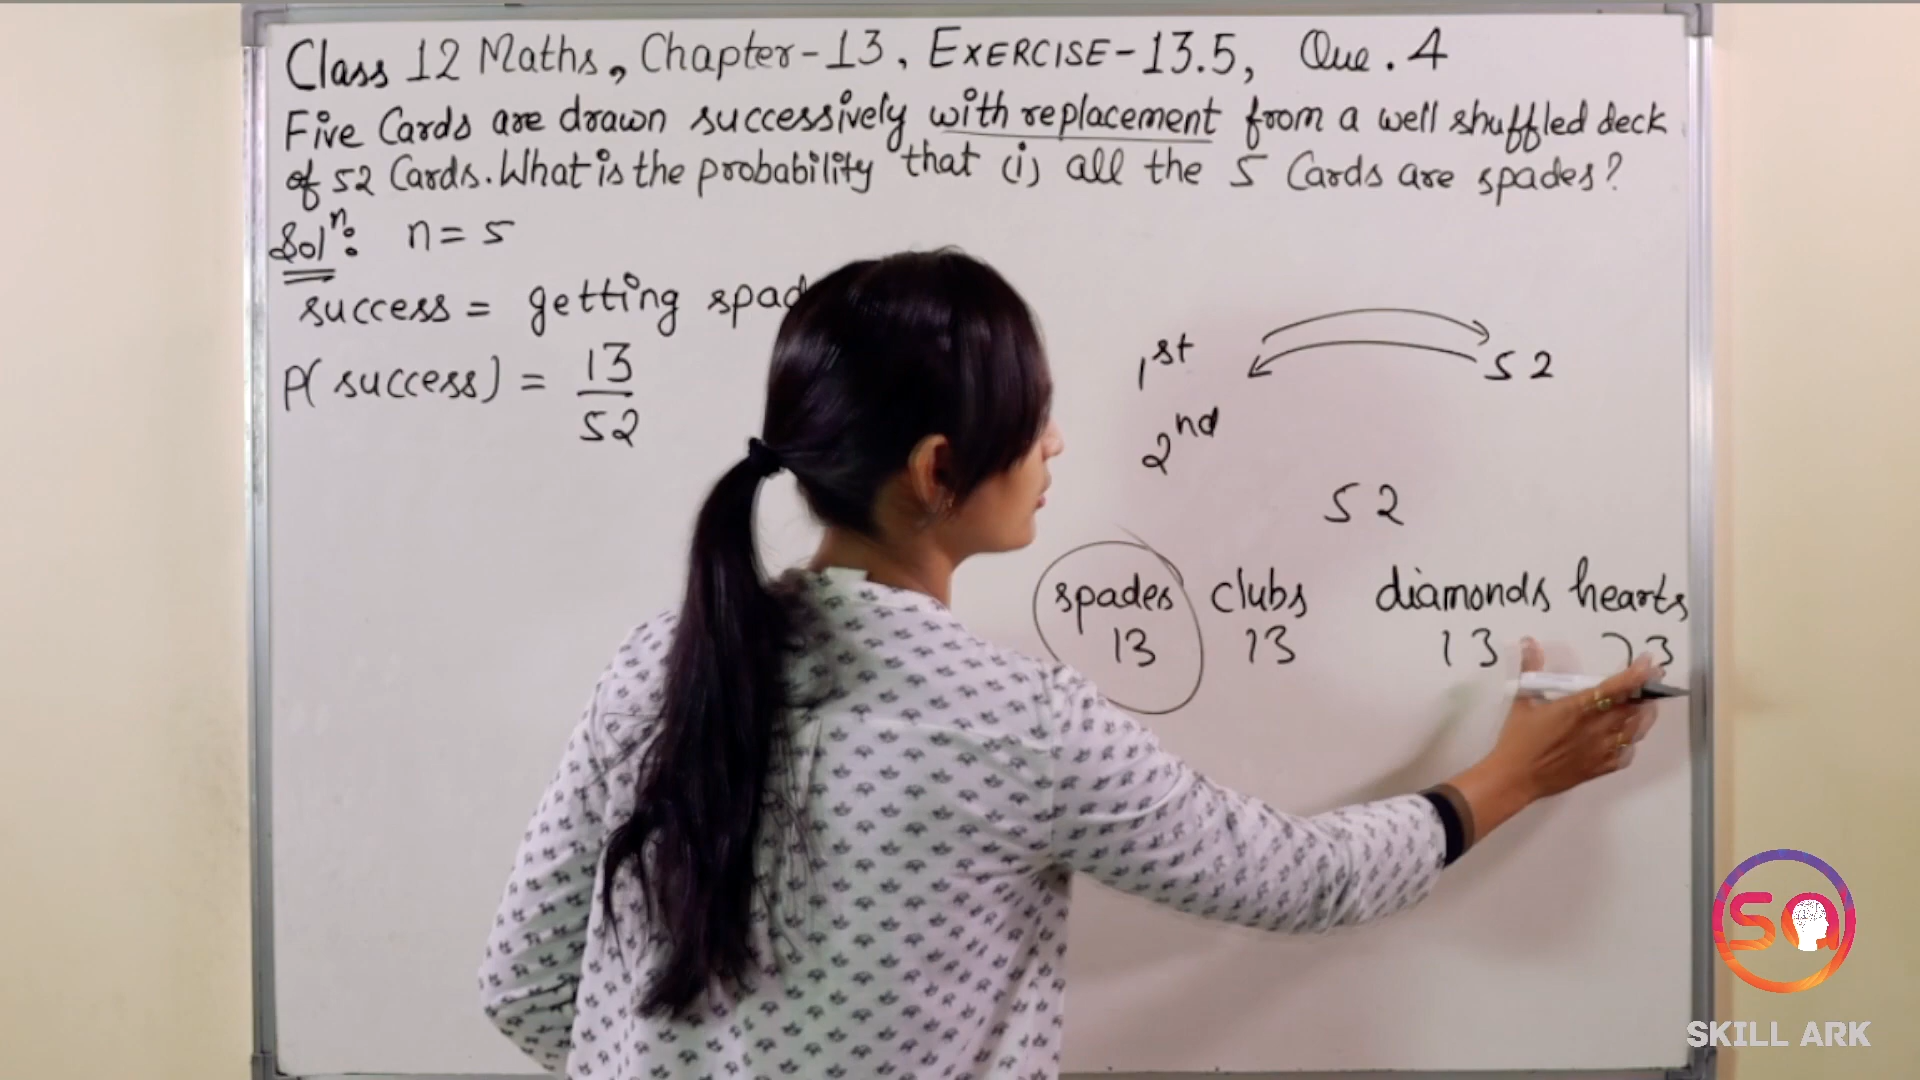 Class 12 Maths, Chapter-13, EXERCISE-13.5, Que. 4
Five Cards are drawn successively with replacement from a well shuffled deck
of 52 Cards. What is the probability that (i) all the 5 Cards are spades?
Solⁿ: n = 5
success = getting spad
P(success) = 13/52
1st 52
2nd
52
spades clubs diamonds hearts
13 13 13 13
SA
SKILL ARK